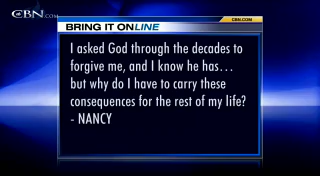 CBN.COM
CBN.COM
BRING IT ONLINE
I asked God through the decades to
forgive me, and I know he has...
but why do I have to carry these
consequences for the rest of my life?
- NANCY